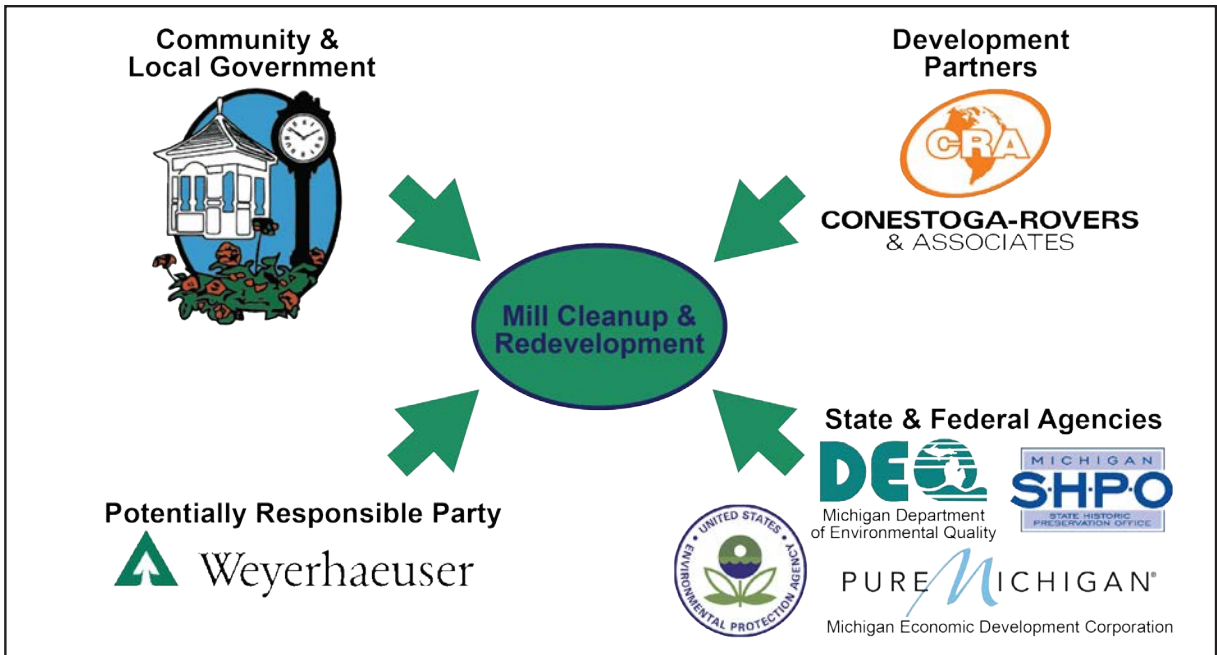 Community &
Local Government
Development
Partners
CRA
CONESTOGA-ROVERS
& ASSOCIATES
Mill Cleanup &
Redevelopment
Potentially Responsible Party
Weyerhaeuser
State & Federal Agencies
DEQ
Michigan Department
of Environmental Quality
MICHIGAN
S·H·P·O
STATE HISTORIC
PRESERVATION OFFICE
UNITED STATES
ENVIRONMENTAL PROTECTION AGENCY
PURE MICHIGAN®
Michigan Economic Development Corporation